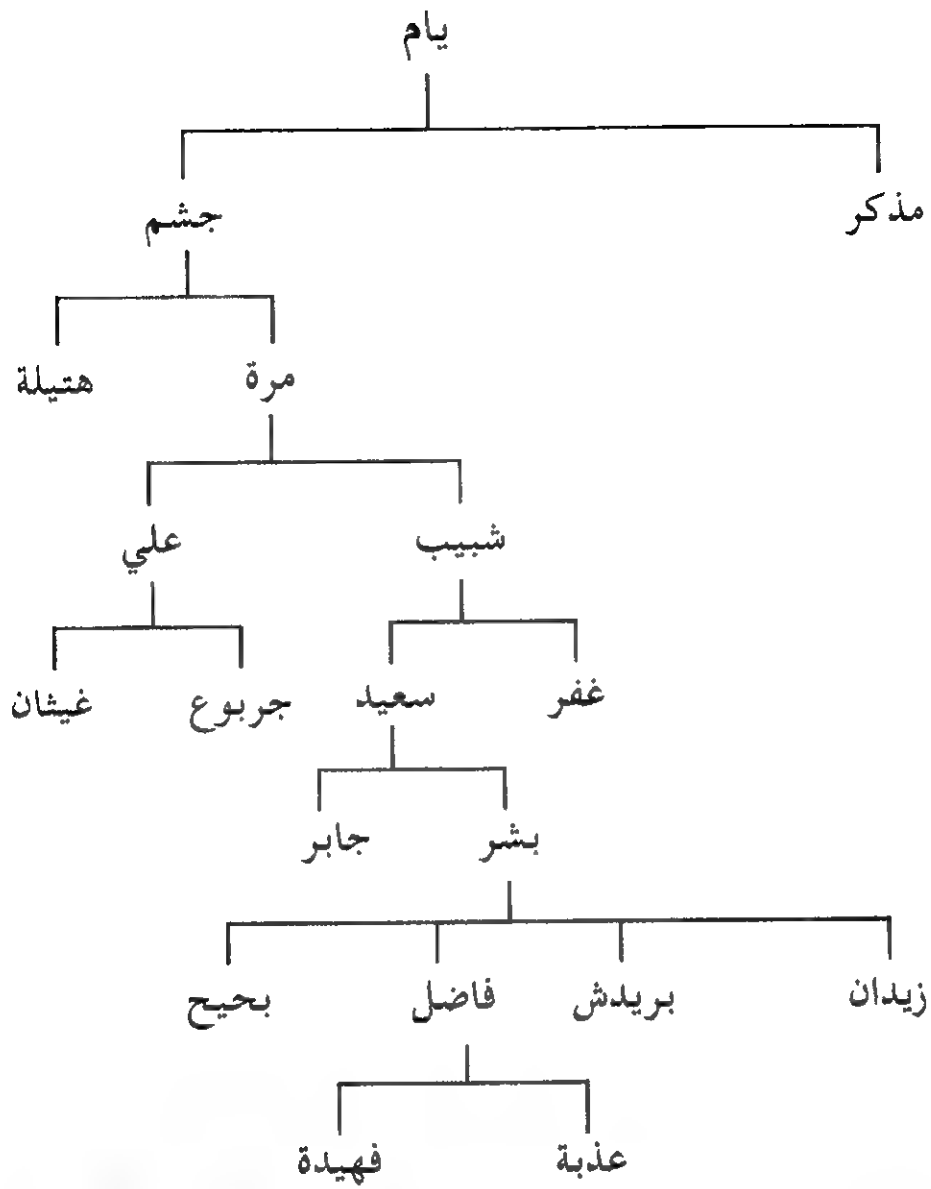 يام
مذكر جشم
مرة هتيلة
شبيب علي
غفر سعيد جربوع غيثان
بشر جابر
زيدان بريدش فاضل بحيح
عذبة فهيدة